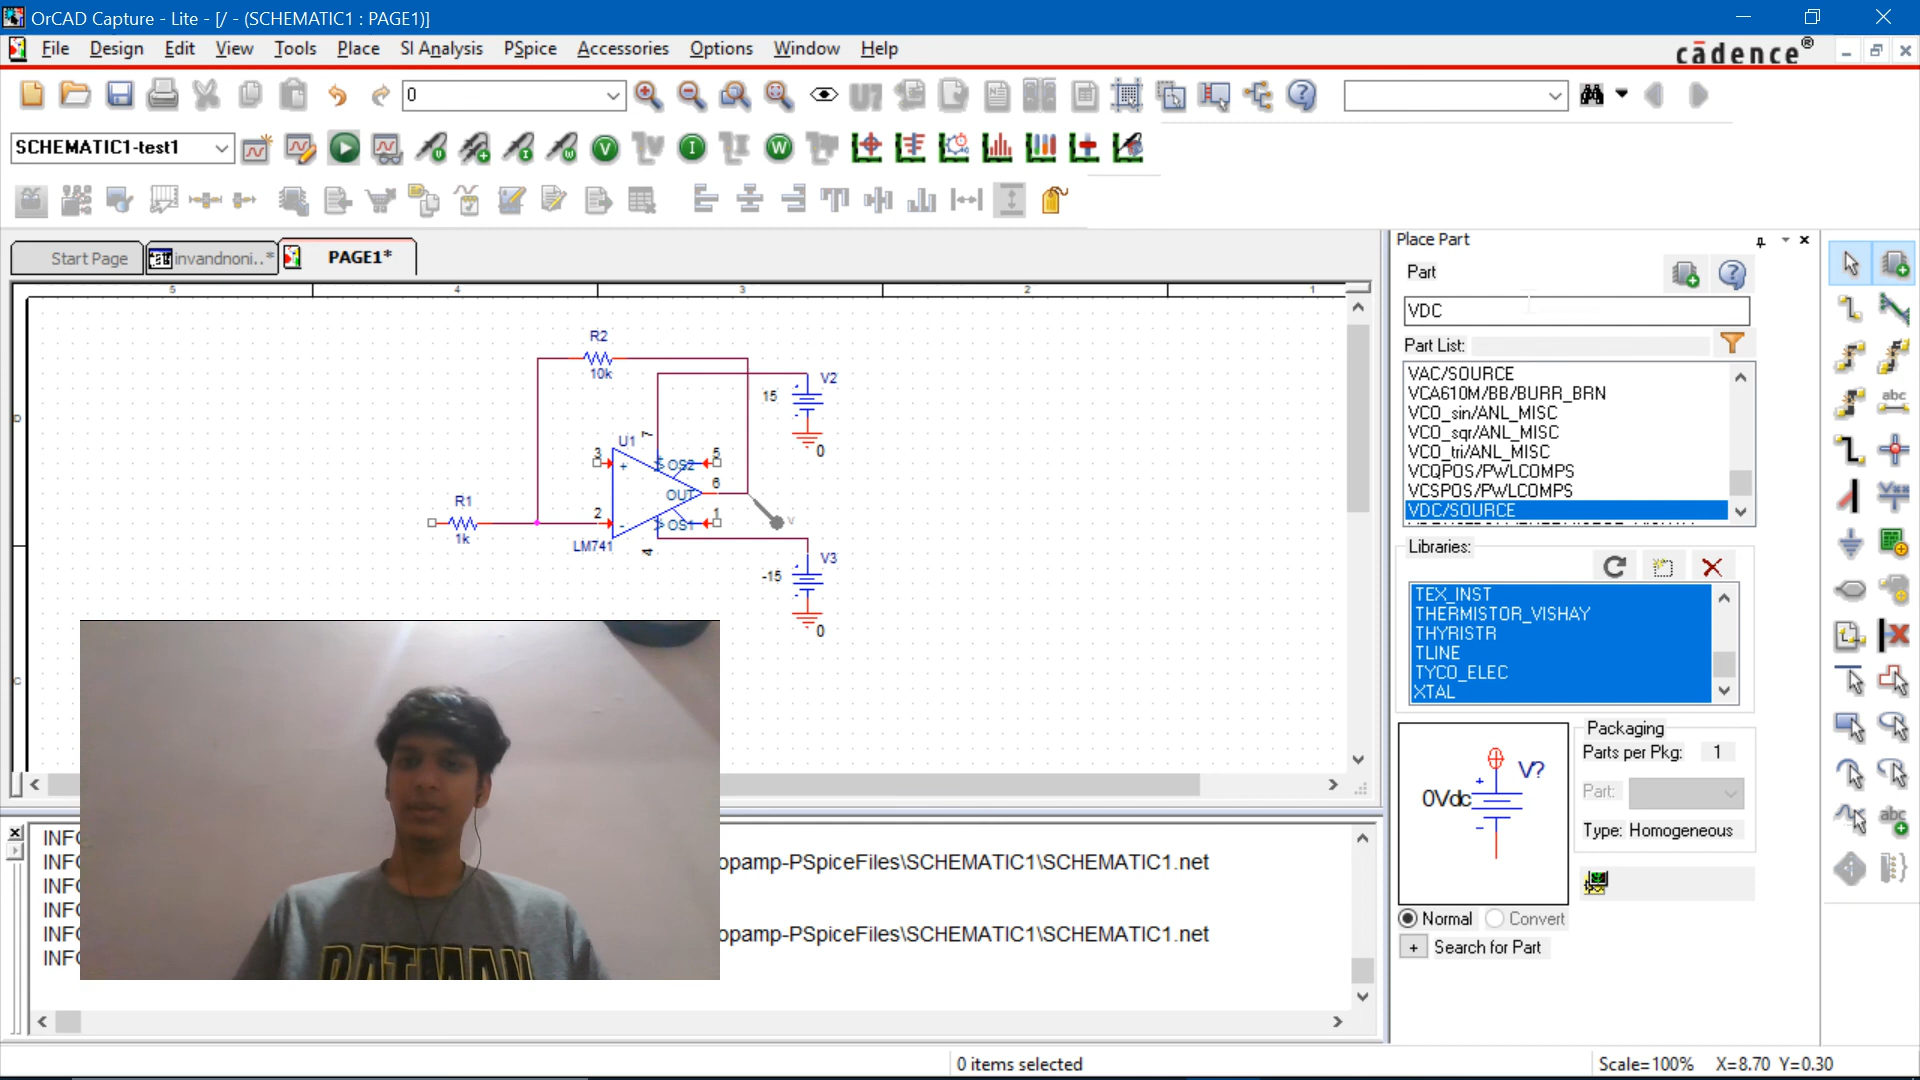 OrCAD Capture - Lite - [/ - (SCHEMATIC1 : PAGE1)]
File Design Edit View Tools Place SI Analysis PSpice Accessories Options Window Help
cādence®
0
SCHEMATIC1-test1
Start Page
invandnoni..*
PAGE1*
5 4 3 2 1
D
C
R2
10k
V2
15
0
U1
7
3
+
OS2
5
6
OUT
2
-
OS1
1
LM741
4
V
R1
1k
V3
-15
0
Place Part
Part
VDC
Part List:
VAC/SOURCE
VCA610M/BB/BURR_BRN
VCO_sin/ANL_MISC
VCO_sqr/ANL_MISC
VCO_tri/ANL_MISC
VCQPOS/PWLCOMPS
VCSPOS/PWLCOMPS
VDC/SOURCE
Libraries:
TEX_INST
THERMISTOR_VISHAY
THYRISTR
TLINE
TYCO_ELEC
XTAL
V?
0Vdc
+
-
Packaging
Parts per Pkg: 1
Part:
Type: Homogeneous
Normal Convert
+ Search for Part
INFO
opamp-PSpiceFiles\SCHEMATIC1\SCHEMATIC1.net
opamp-PSpiceFiles\SCHEMATIC1\SCHEMATIC1.net
BATMAN
0 items selected
Scale=100% X=8.70 Y=0.30